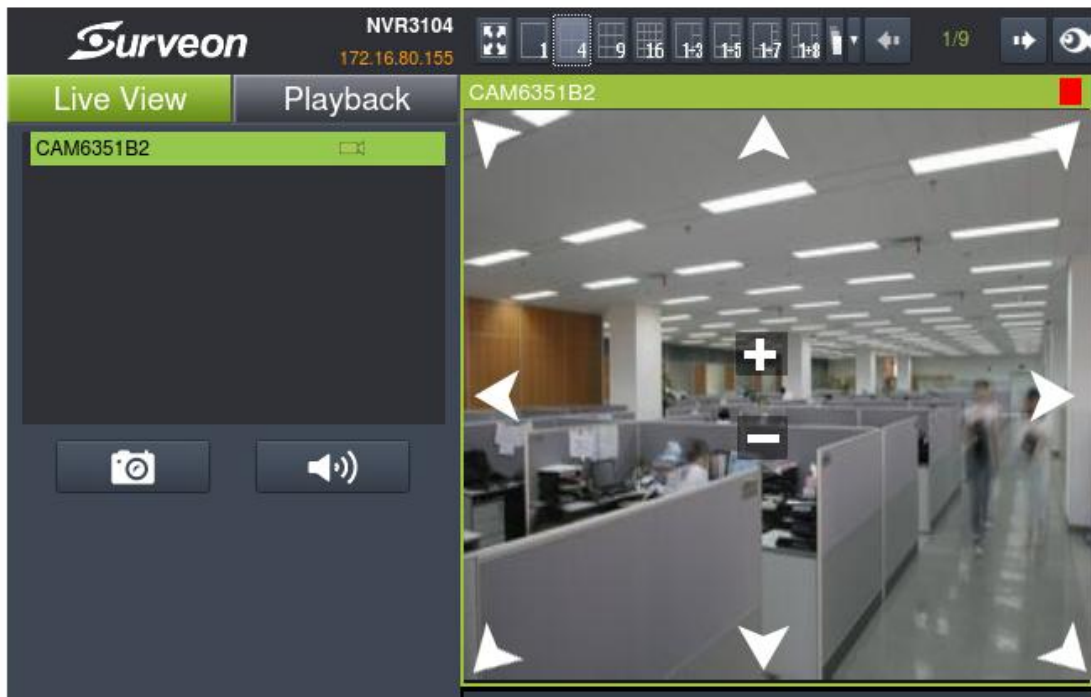 Surveon
NVR3104
172.16.80.155
1 4 9 16 1+3 1+5 1+7 1+8
1/9
Live View
Playback
CAM6351B2
CAM6351B2